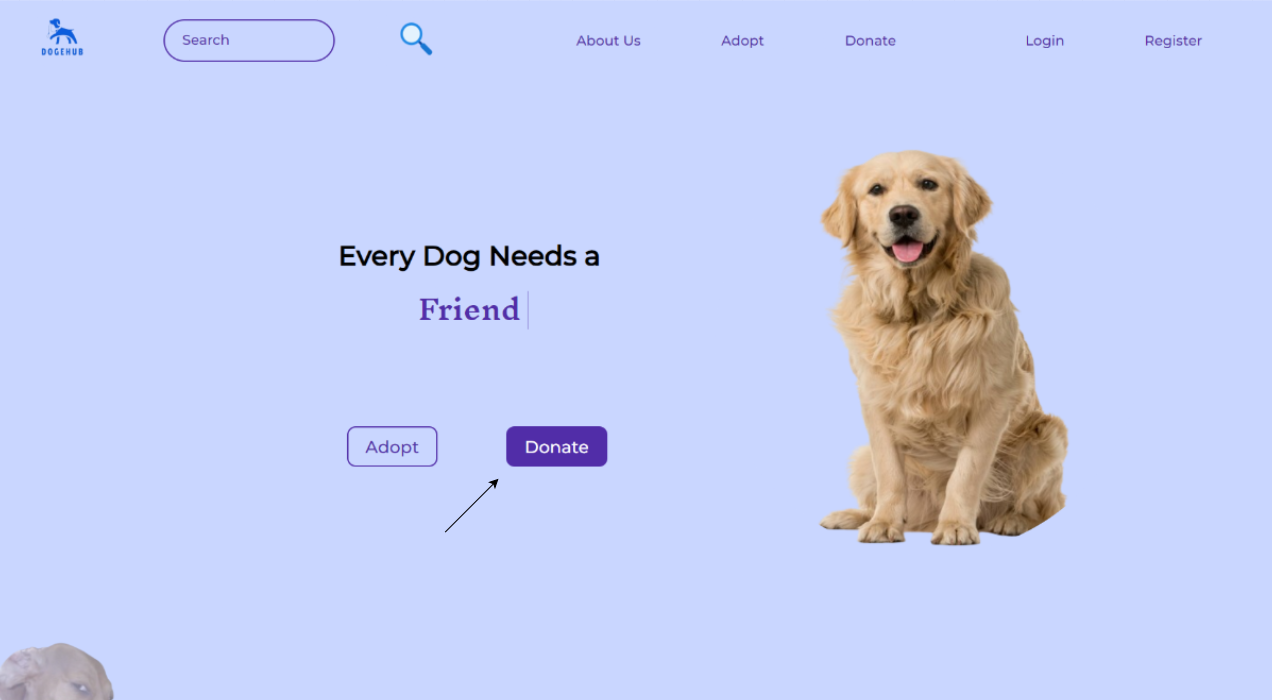 DOGEHUB
Search
About Us
Adopt
Donate
Login
Register
Every Dog Needs a
Friend
Adopt
Donate